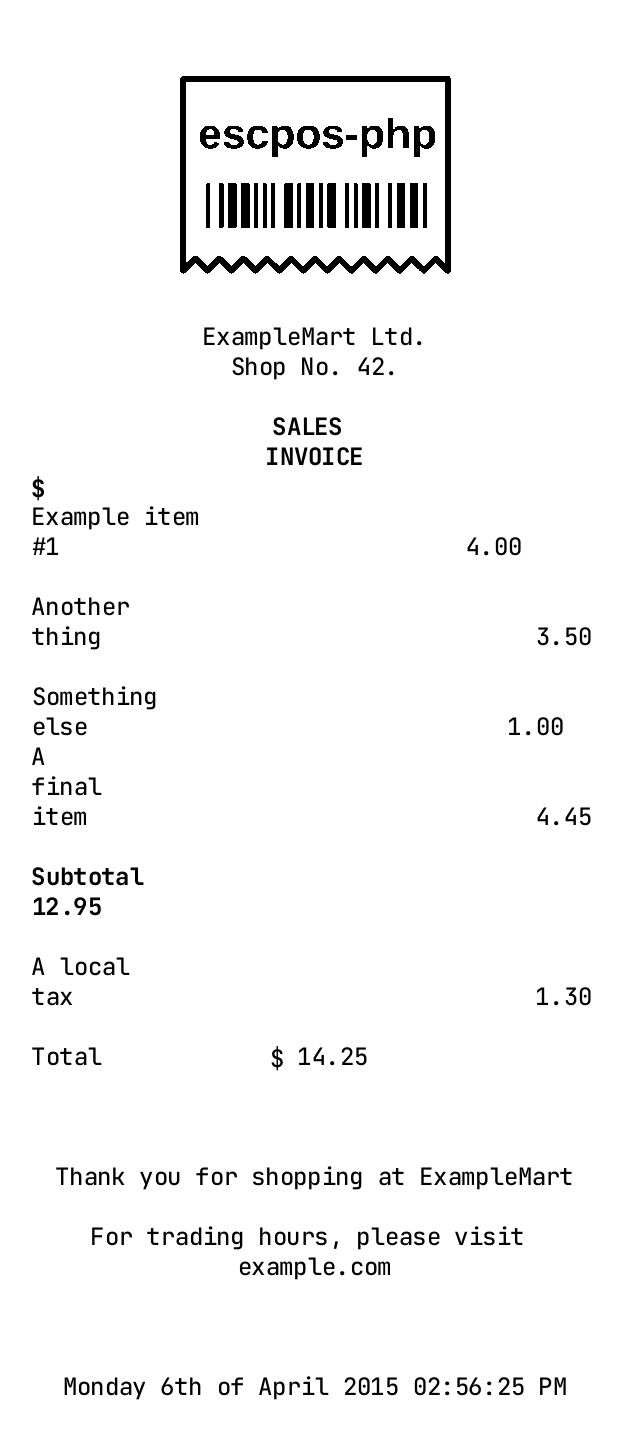 escpos-php
ExampleMart Ltd.
Shop No. 42.
SALES
INVOICE
$
Example item
#1 4.00
Another
thing 3.50
Something
else 1.00
A
final
item 4.45
Subtotal
12.95
A local
tax 1.30
Total $ 14.25
Thank you for shopping at ExampleMart
For trading hours, please visit
example.com
Monday 6th of April 2015 02:56:25 PM